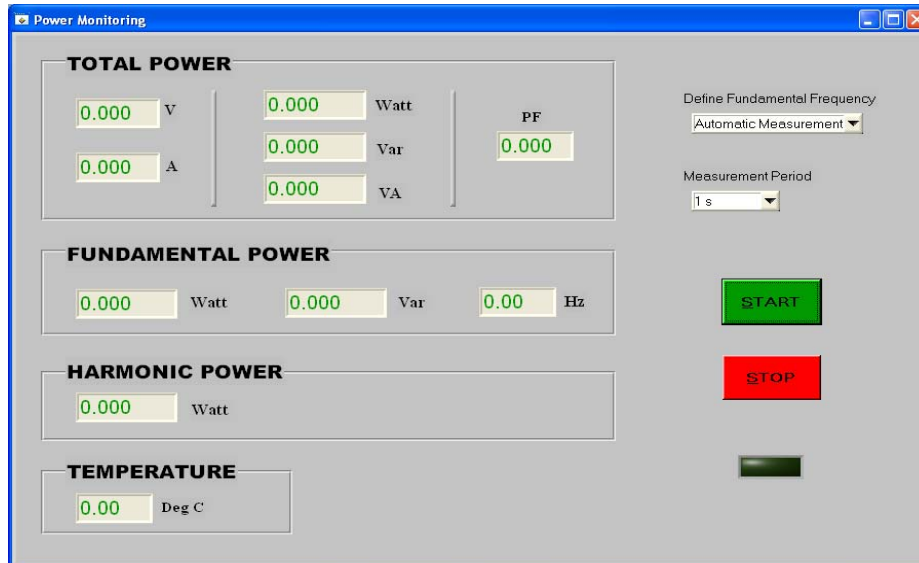 Power Monitoring
TOTAL POWER
0.000 V
0.000 A
0.000 Watt
0.000 Var
0.000 VA
PF
0.000
Define Fundamental Frequency
Automatic Measurement
Measurement Period
1 s
FUNDAMENTAL POWER
0.000 Watt 0.000 Var 0.00 Hz
START
HARMONIC POWER
0.000 Watt
STOP
TEMPERATURE
0.00 Deg C